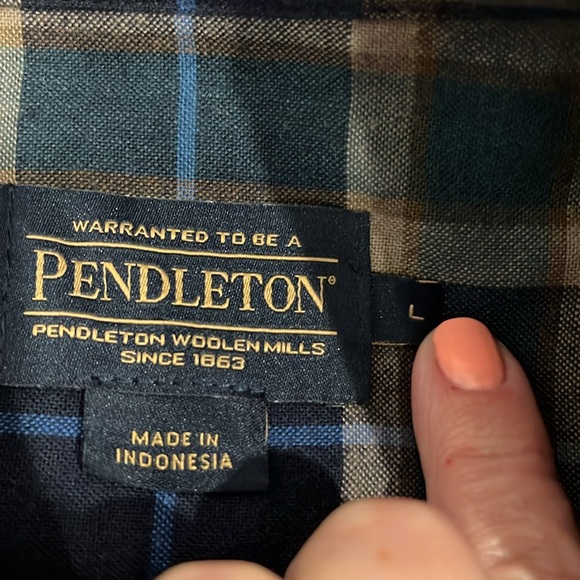 WARRANTED TO BE A
PENDLETON®
PENDLETON WOOLEN MILLS
SINCE 1863
L
MADE IN
INDONESIA